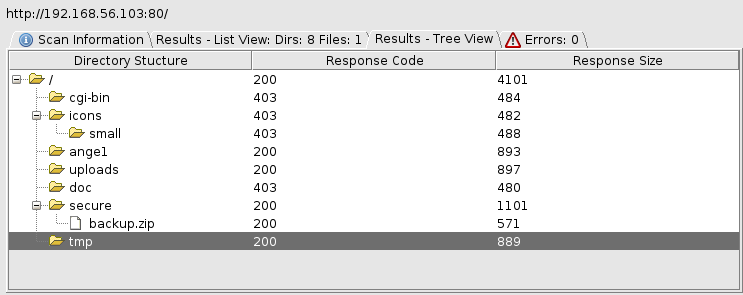 http://192.168.56.103:80/
Scan Information Results - List View: Dirs: 8 Files: 1 Results - Tree View Errors: 0
Directory Stucture Response Code Response Size
/ 200 4101
cgi-bin 403 484
icons 403 482
small 403 488
ange1 200 893
uploads 200 897
doc 403 480
secure 200 1101
backup.zip 200 571
tmp 200 889